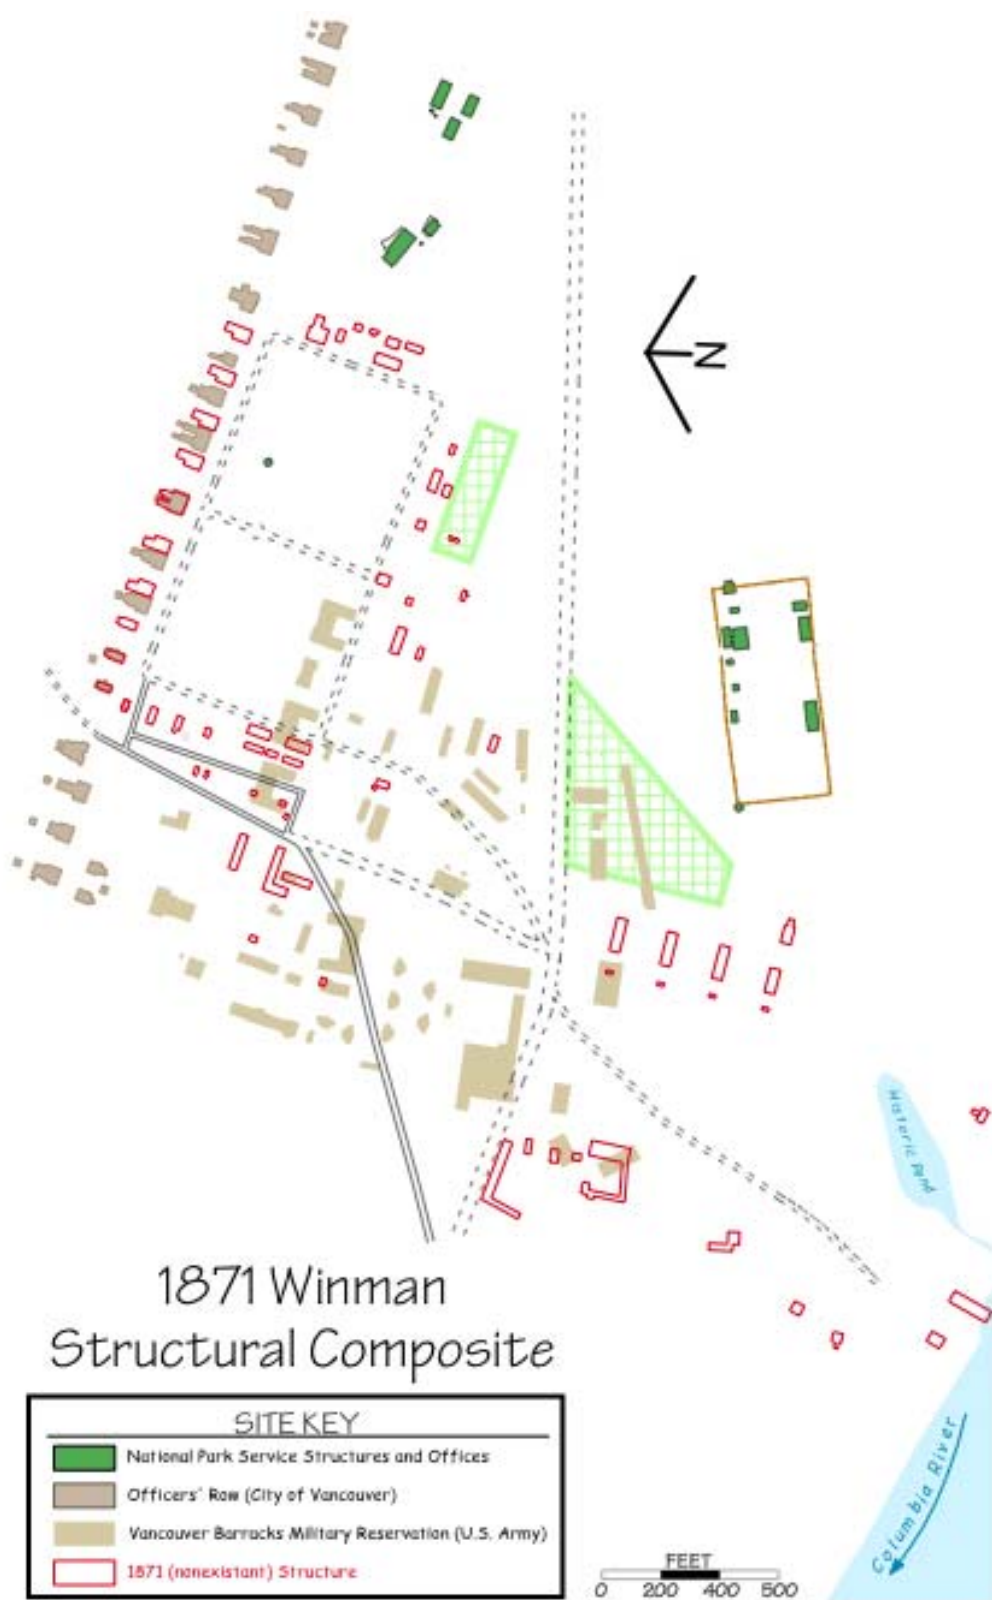 N
Historic Pond
1871 Winman
Structural Composite
SITE KEY
National Park Service Structures and Offices
Officers' Row (City of Vancouver)
Vancouver Barracks Military Reservation (U.S. Army)
1871 (nonexistant) Structure
FEET
0 200 400 500
Columbia River